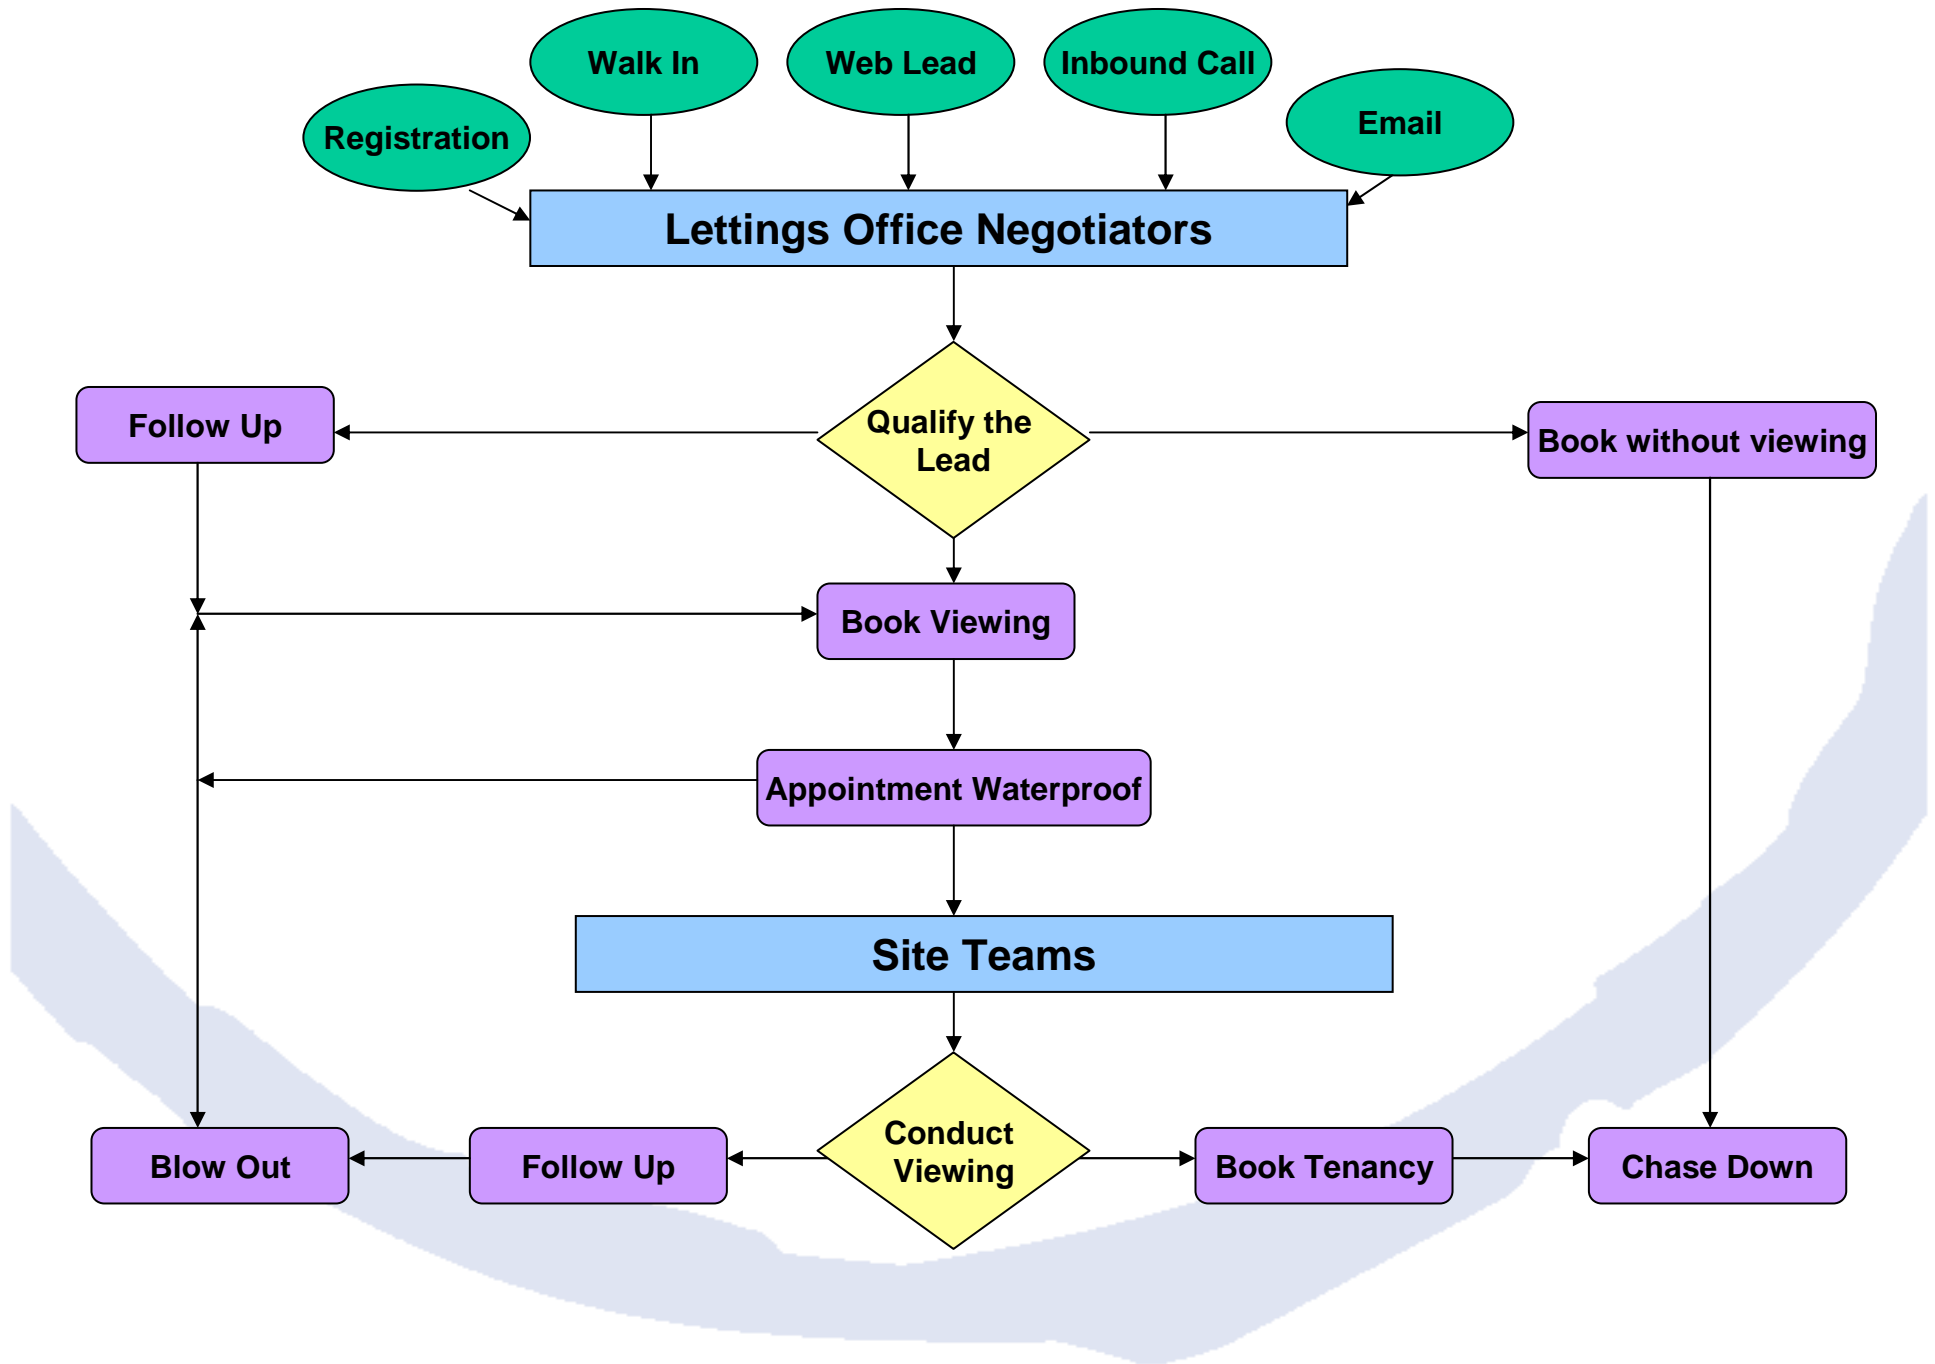 Walk In
Web Lead
Inbound Call
Registration
Email
Lettings Office Negotiators
Follow Up
Qualify the
Lead
Book without viewing
Book Viewing
Appointment Waterproof
Site Teams
Blow Out
Follow Up
Conduct
Viewing
Book Tenancy
Chase Down